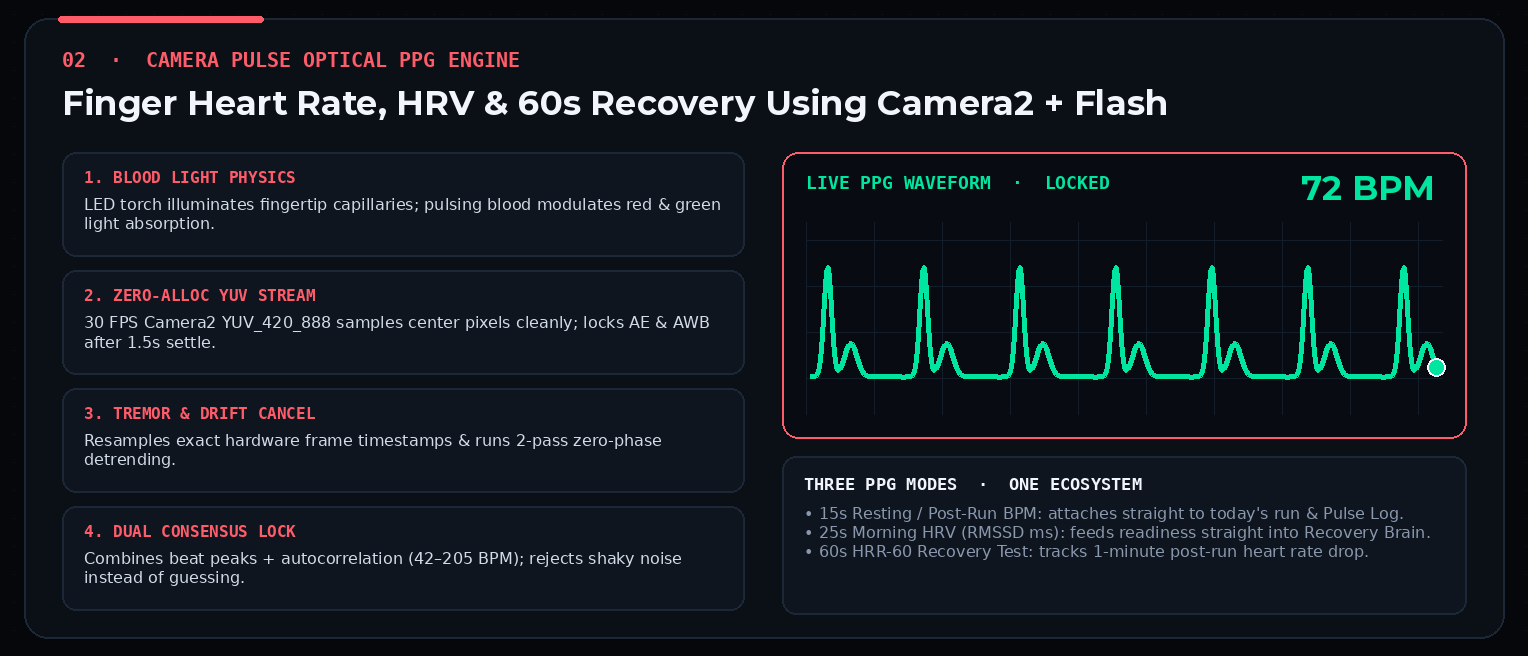 02 · CAMERA PULSE OPTICAL PPG ENGINE
Finger Heart Rate, HRV & 60s Recovery Using Camera2 + Flash
1. BLOOD LIGHT PHYSICS
LED torch illuminates fingertip capillaries; pulsing blood modulates red & green
light absorption.
2. ZERO-ALLOC YUV STREAM
30 FPS Camera2 YUV_420_888 samples center pixels cleanly; locks AE & AWB
after 1.5s settle.
3. TREMOR & DRIFT CANCEL
Resamples exact hardware frame timestamps & runs 2-pass zero-phase
detrending.
4. DUAL CONSENSUS LOCK
Combines beat peaks + autocorrelation (42–205 BPM); rejects shaky noise
instead of guessing.
LIVE PPG WAVEFORM · LOCKED
72 BPM
THREE PPG MODES · ONE ECOSYSTEM
• 15s Resting / Post-Run BPM: attaches straight to today's run & Pulse Log.
• 25s Morning HRV (RMSSD ms): feeds readiness straight into Recovery Brain.
• 60s HRR-60 Recovery Test: tracks 1-minute post-run heart rate drop.